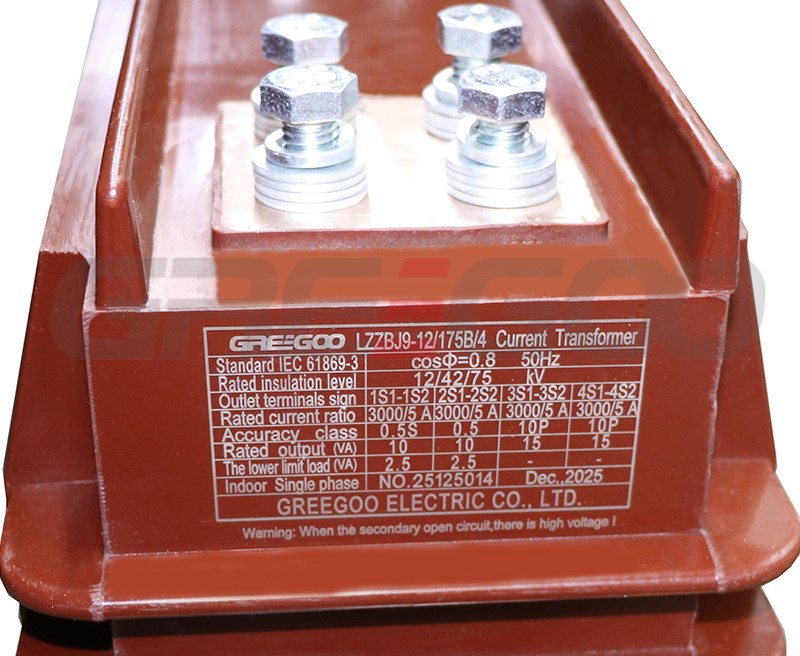 GREEGOO
GREEGOO LZZBJ9-12/175B/4 Current Transformer
Standard IEC 61869-3 cosΦ=0.8 50Hz
Rated insulation level 12/42/75 kV
Outlet terminals sign 1S1-1S2 2S1-2S2 3S1-3S2 4S1-4S2
Rated current ratio 3000/5 A 3000/5 A 3000/5 A 3000/5 A
Accuracy class 0.5S 0.5 10P 10P
Rated output (VA) 10 10 15 15
The lower limit load (VA) 2.5 2.5 - -
Indoor Single phase NO.25125014 Dec.,2025
GREEGOO ELECTRIC CO., LTD.
Warning: When the secondary open circuit,there is high voltage !